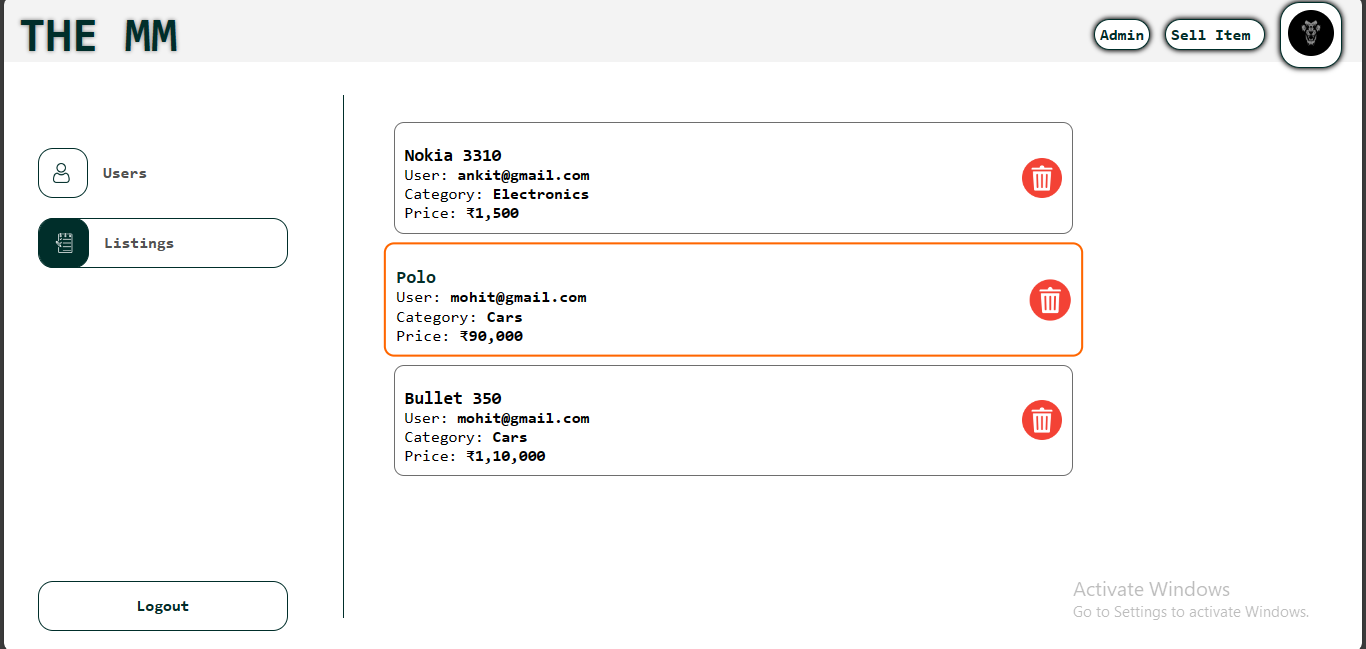 THE MM
Admin
Sell Item
Users
Listings
Logout
Nokia 3310
User: ankit@gmail.com
Category: Electronics
Price: ₹1,500
Polo
User: mohit@gmail.com
Category: Cars
Price: ₹90,000
Bullet 350
User: mohit@gmail.com
Category: Cars
Price: ₹1,10,000
Activate Windows
Go to Settings to activate Windows.